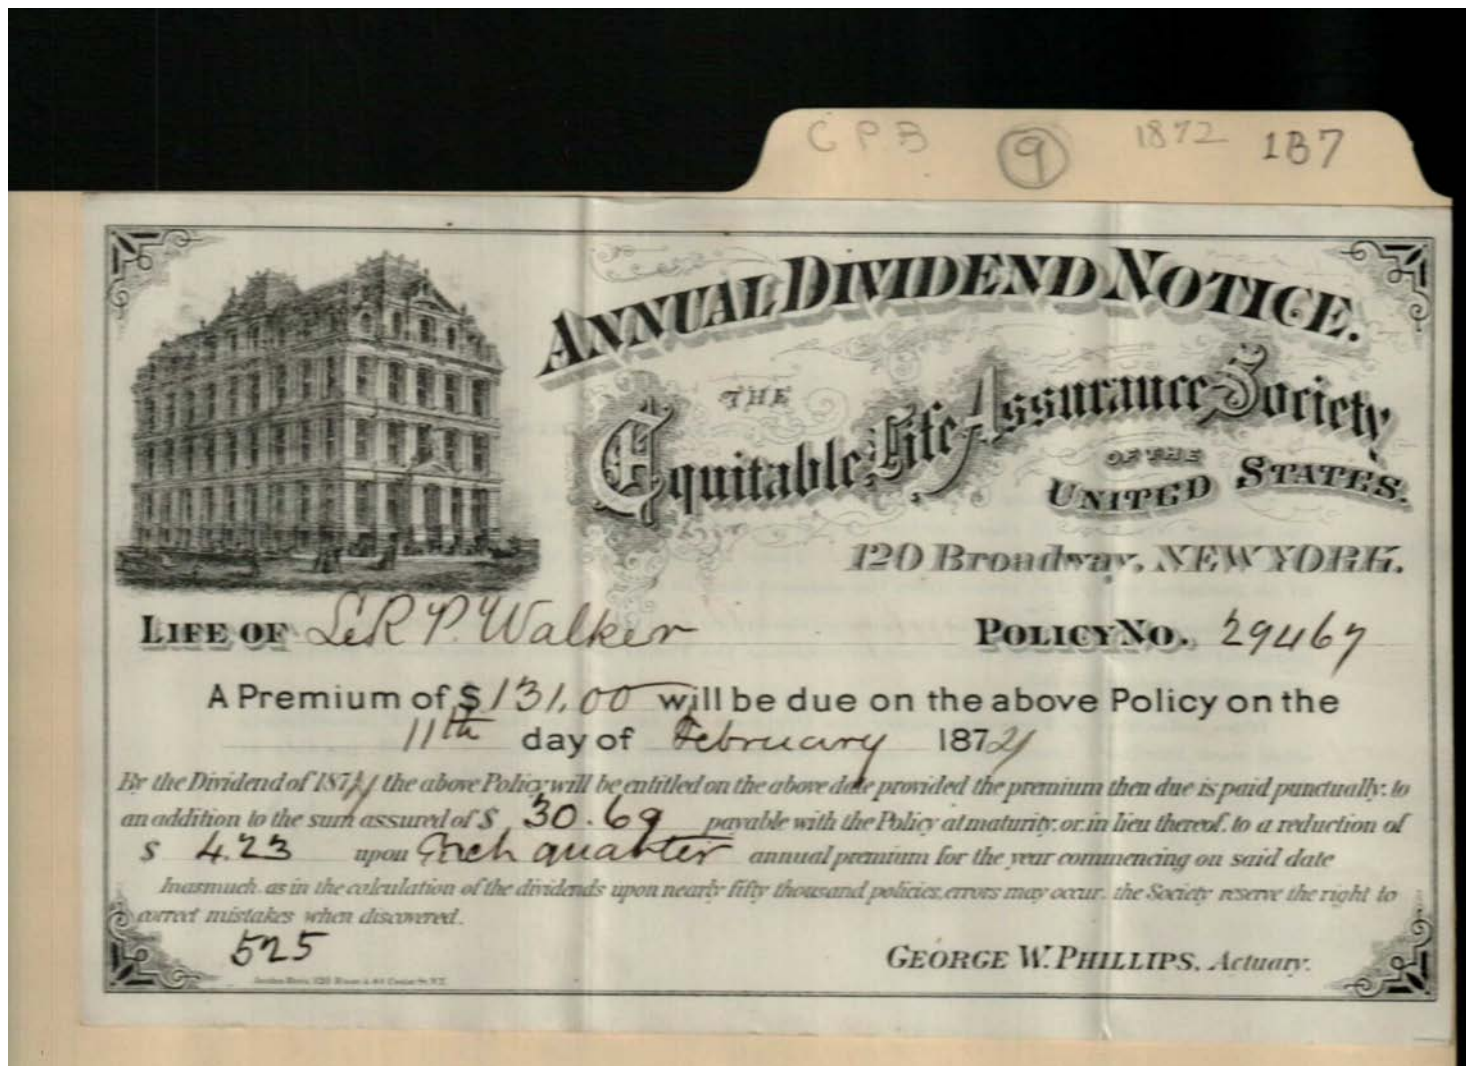 C P B 9 1872 187
ANNUAL DIVIDEND NOTICE.
THE
Equitable Life Assurance Society
OF THE
UNITED STATES.
120 Broadway, NEW YORK.
LIFE OF LeR P. Walker POLICY No. 29467
A Premium of $ 131.00 will be due on the above Policy on the
11th day of February 1872
By the Dividend of 187 the above Policy will be entitled on the above date provided the premium then due is paid punctually, to
an addition to the sum assured of $ 30.69 payable with the Policy at maturity, or, in lieu thereof, to a reduction of
$ 4.23 upon Each quarter annual premium for the year commencing on said date
Inasmuch, as in the calculation of the dividends upon nearly fifty thousand policies, errors may occur, the Society reserve the right to
correct mistakes when discovered.
525
GEORGE W. PHILLIPS, Actuary.